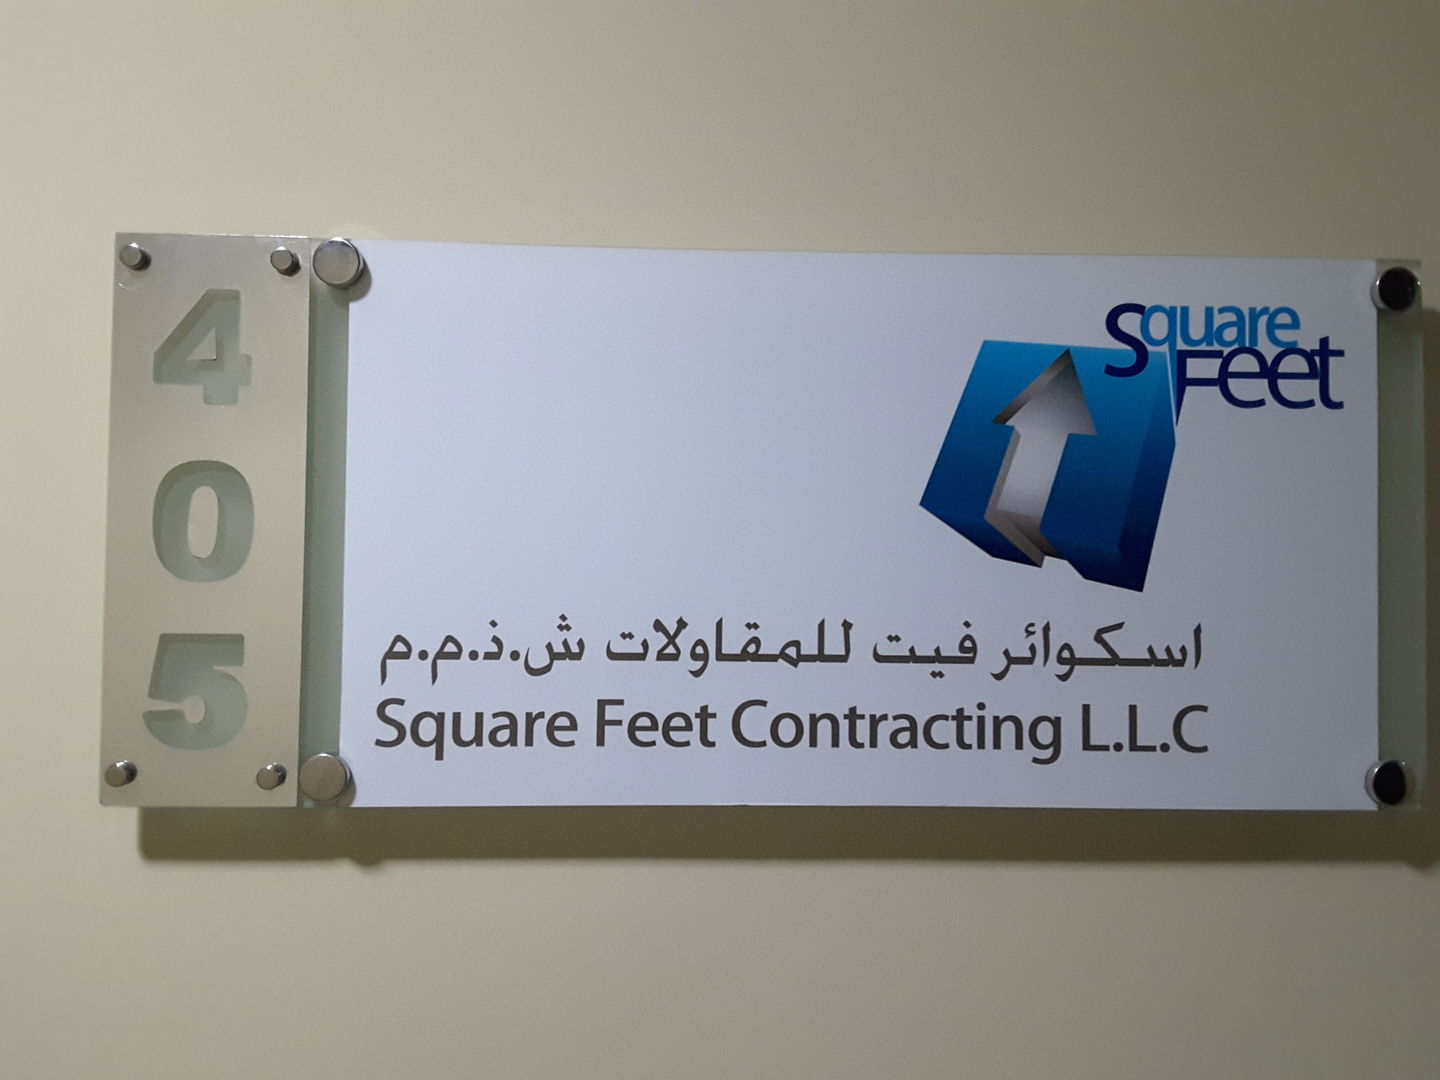 405
Square
Feet
اسكوائر فيت للمقاولات ش.ذ.م.م
Square Feet Contracting L.L.C